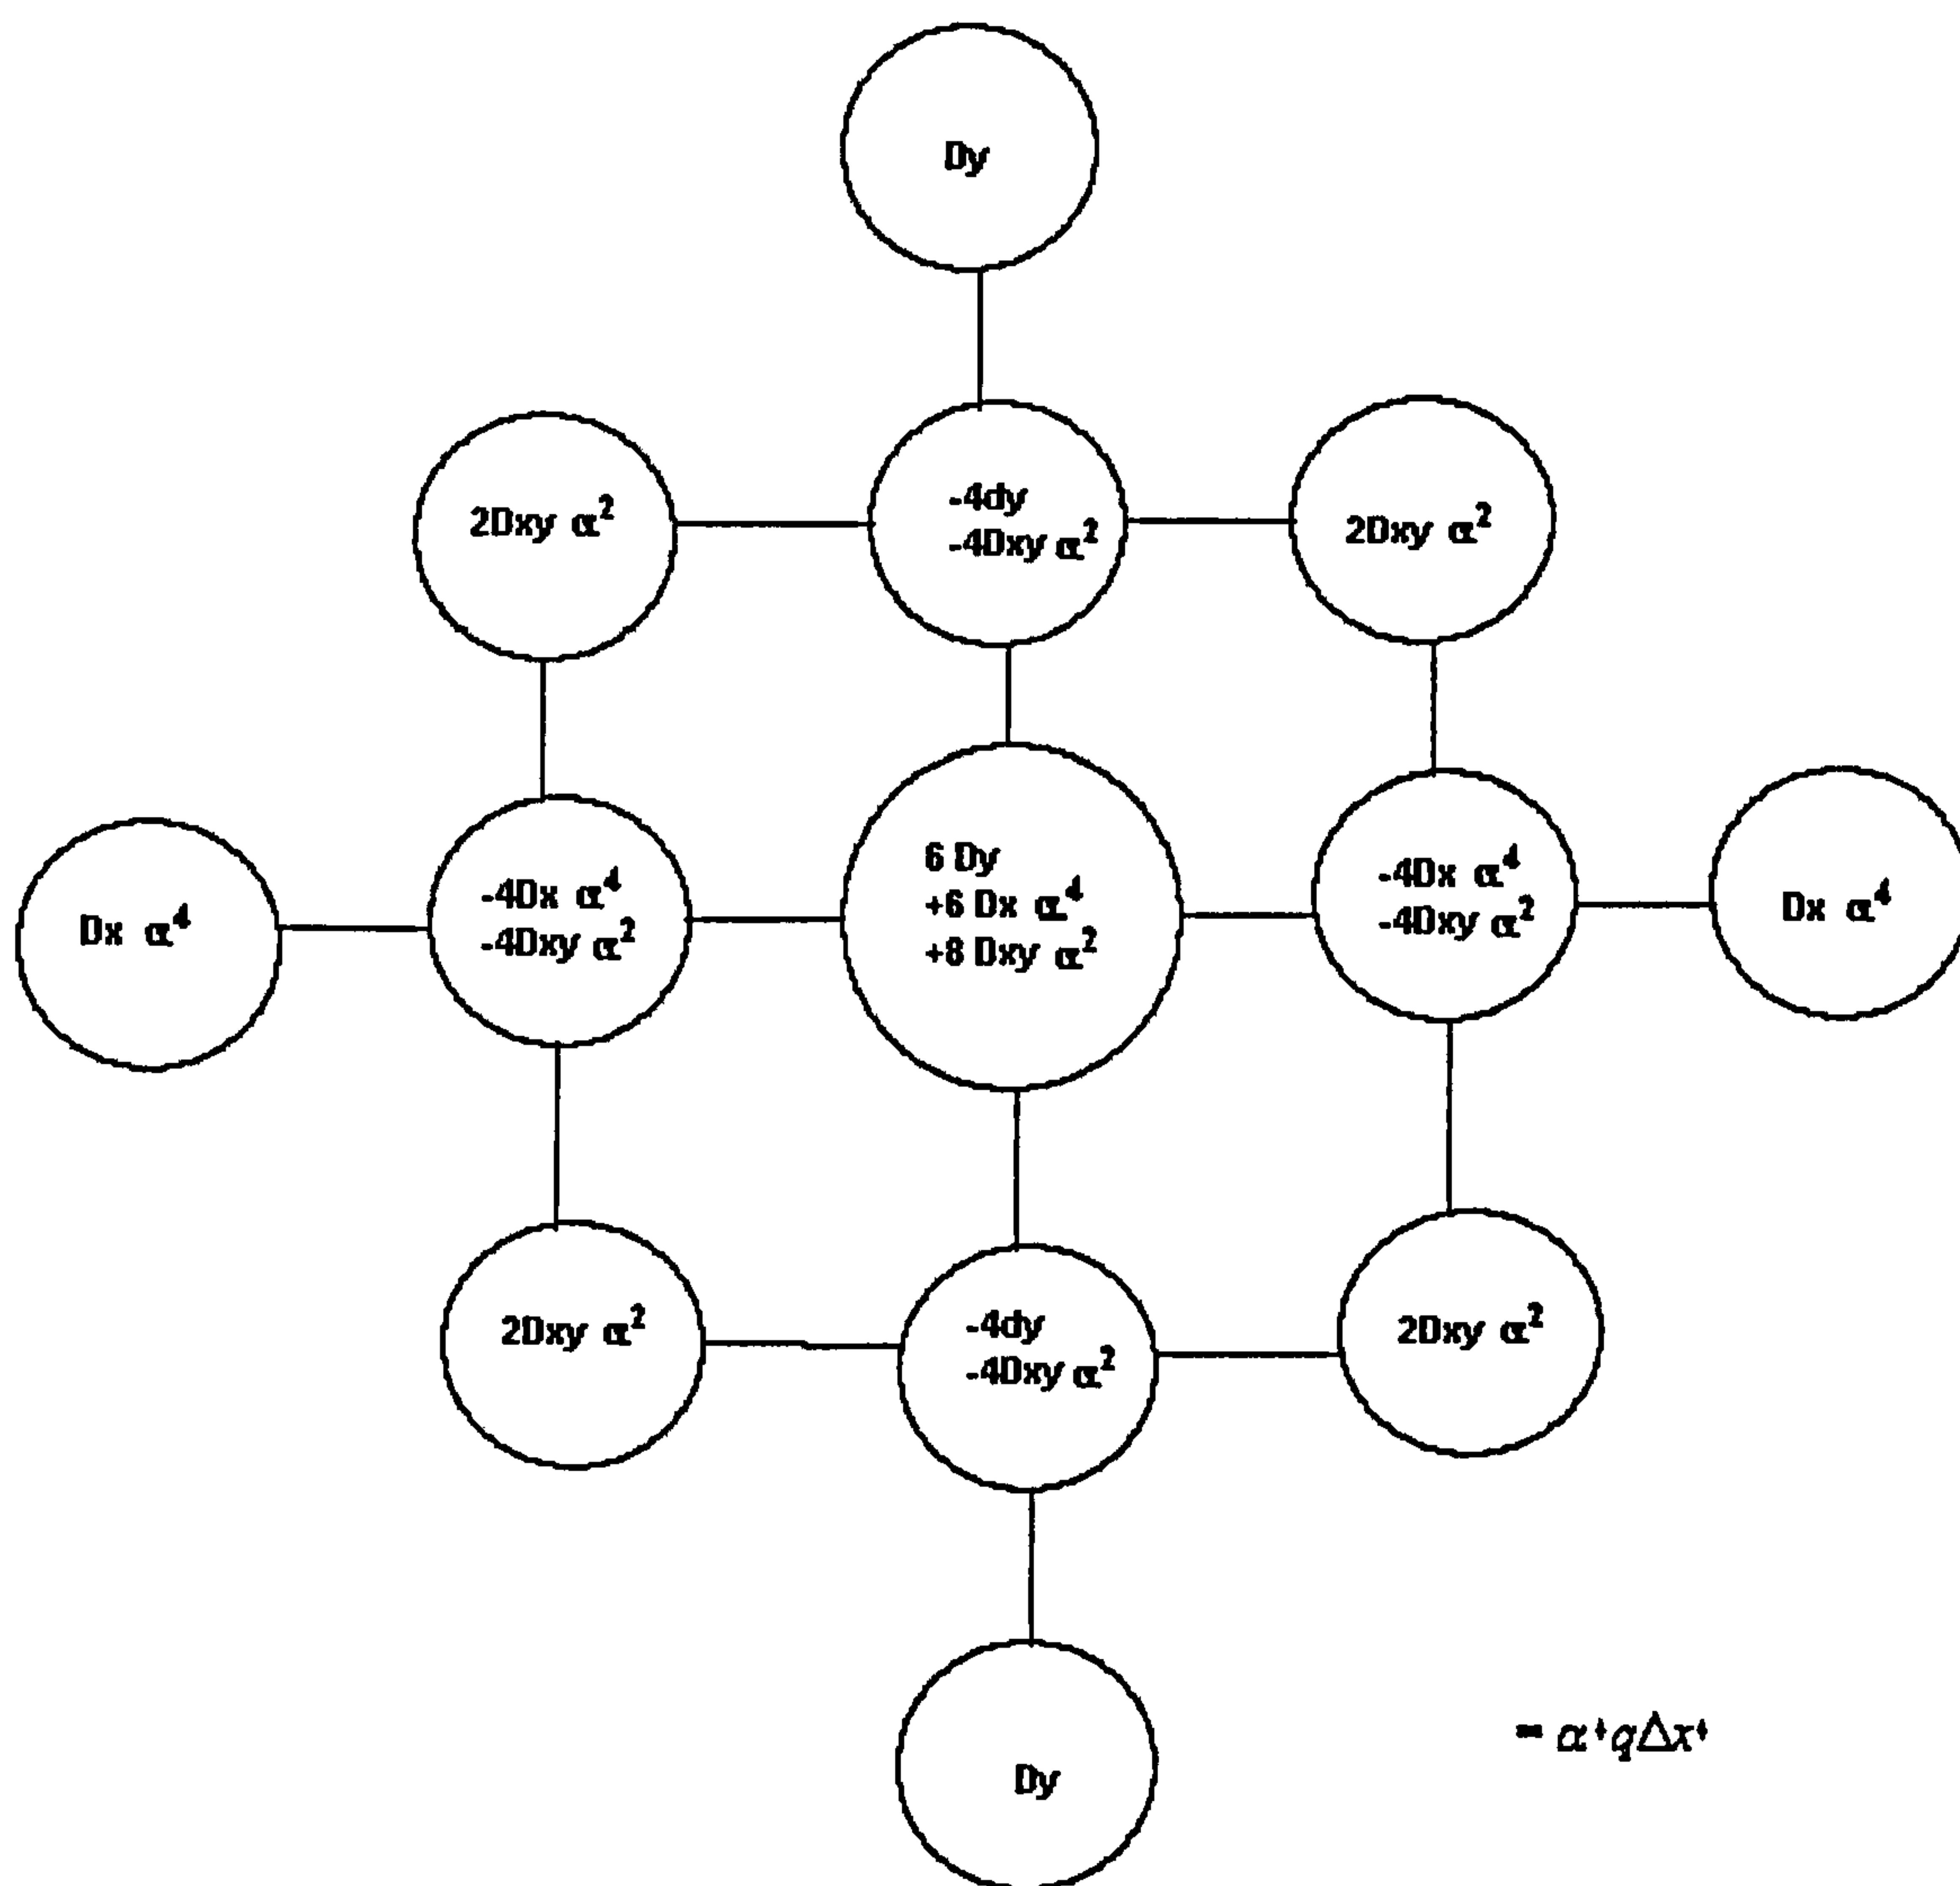 Dy
2Dxy α²
-4dy
-4Dxy α²
2Dxy α²
Dx α⁴
-4Dx α⁴
-4Dxy α²
6 Dy
+6 Dx α⁴
+8 Dxy α²
-4Dx α⁴
-4Dxy α²
Dx α⁴
2Dxy α²
-4dy
-4Dxy α²
2Dxy α²
Dy
= α⁴qΔx⁴